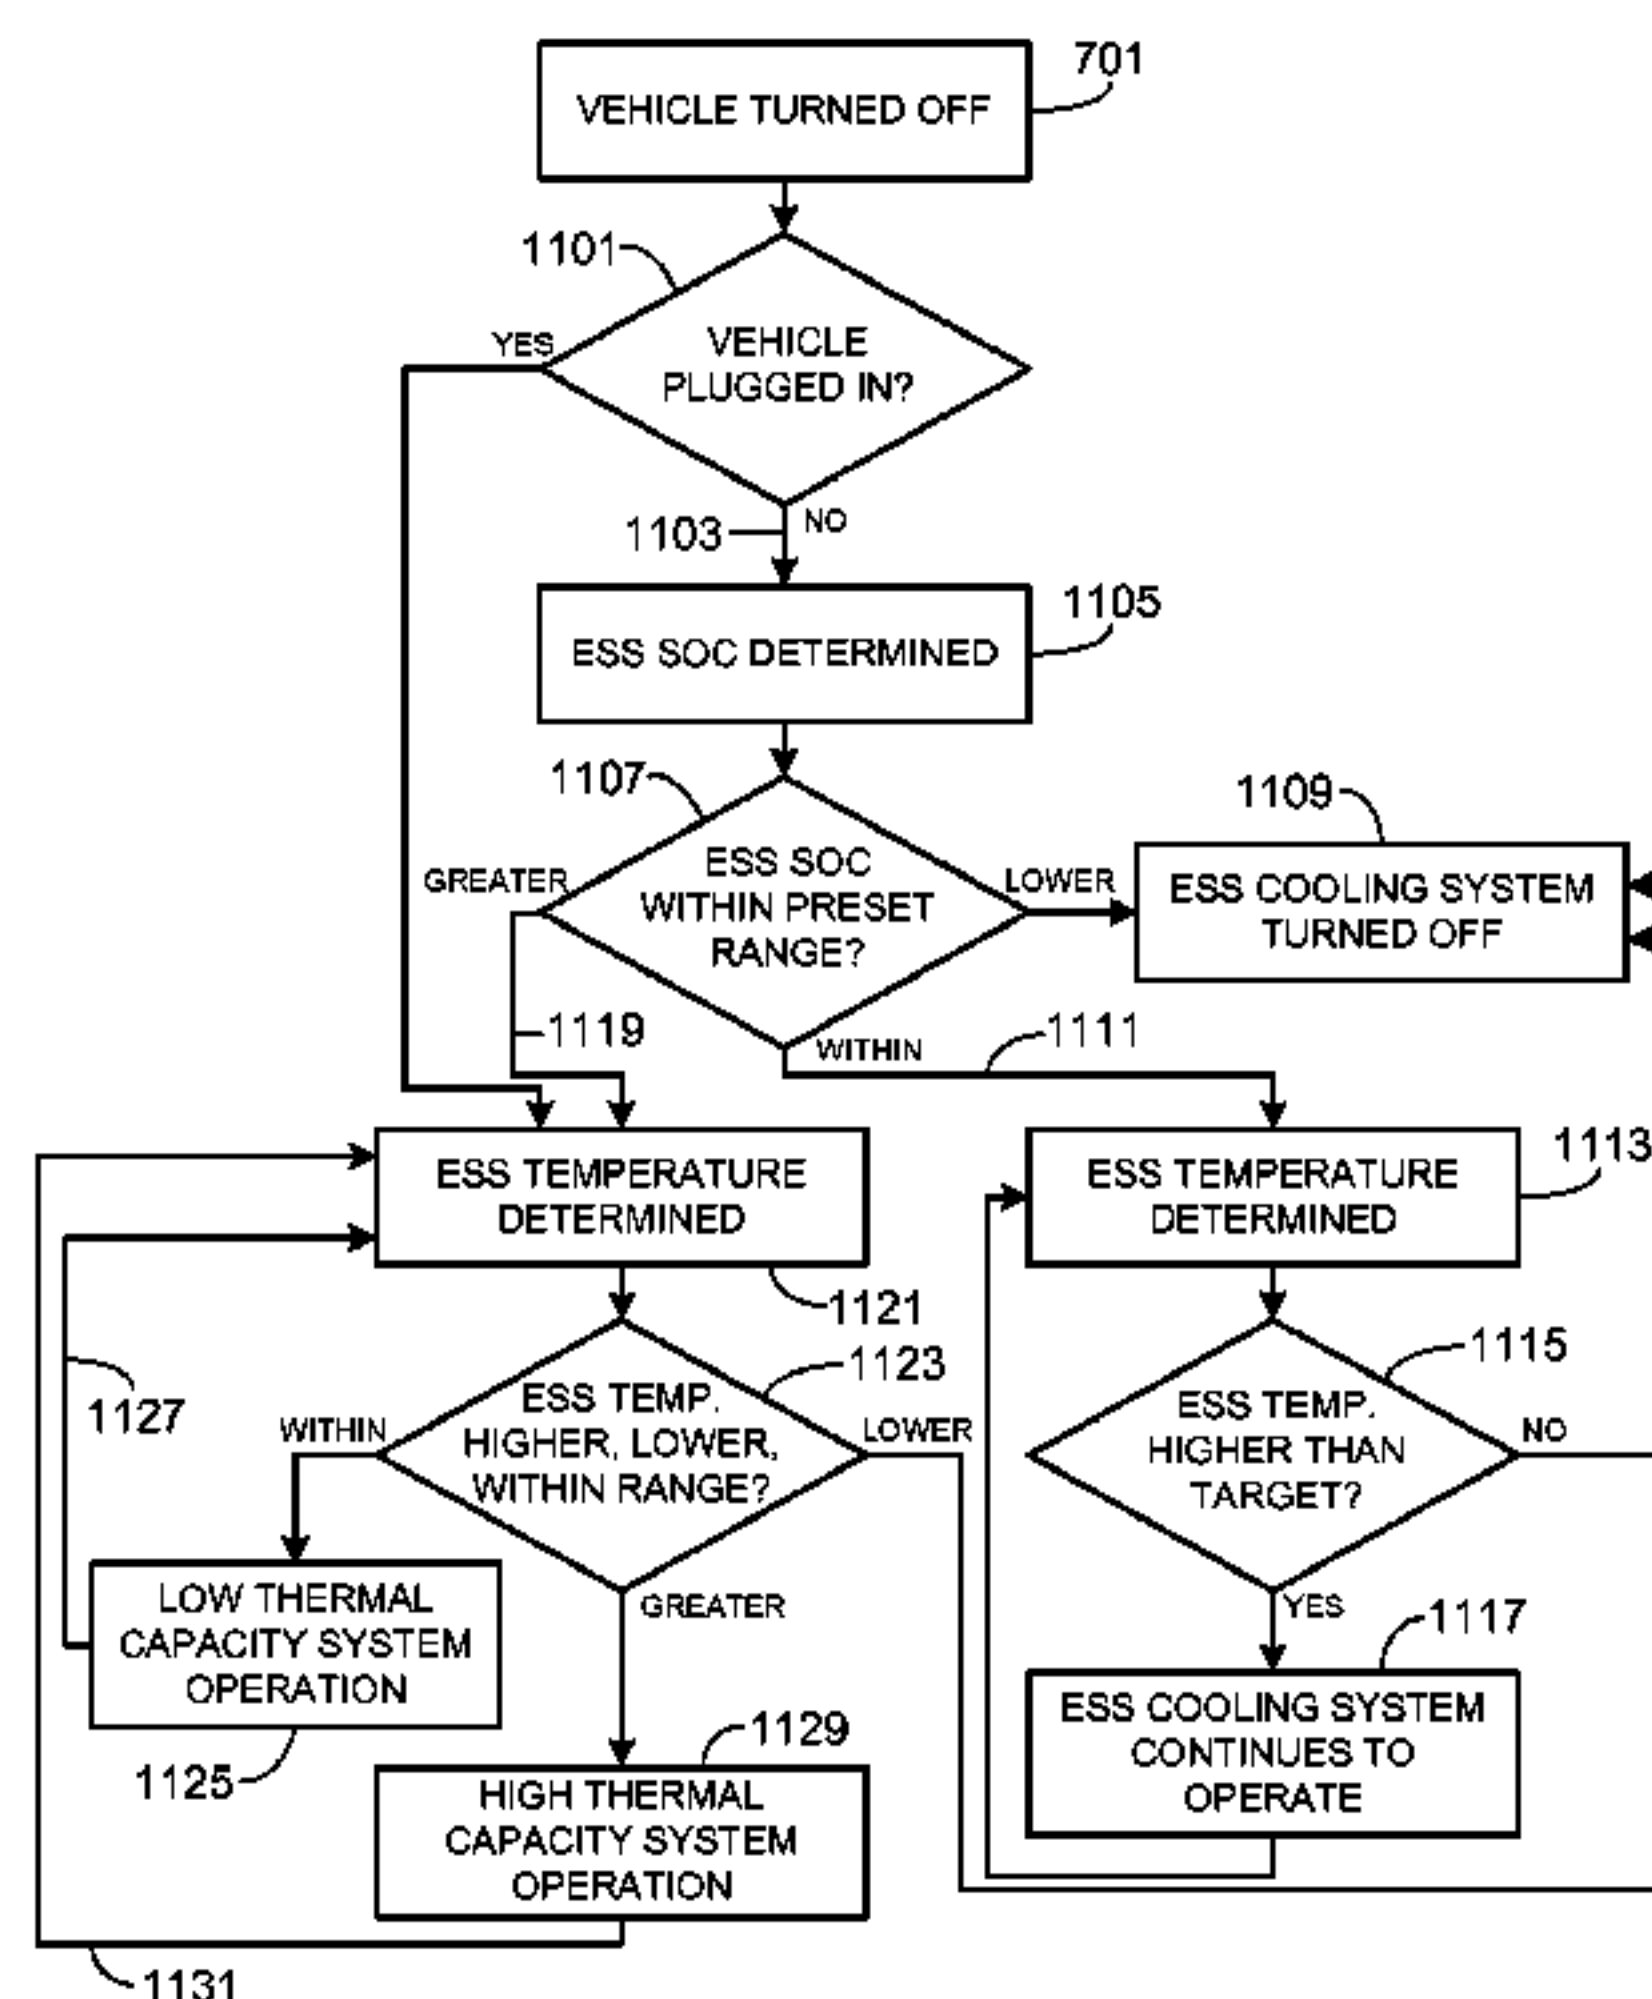 701
VEHICLE TURNED OFF
1101
YES
VEHICLE
PLUGGED IN?
1103
NO
1105
ESS SOC DETERMINED
1107
1109
GREATER
ESS SOC
WITHIN PRESET
RANGE?
LOWER
ESS COOLING SYSTEM
TURNED OFF
1119
WITHIN
1111
1113
ESS TEMPERATURE
DETERMINED
ESS TEMPERATURE
DETERMINED
1121
1123
1115
1127
WITHIN
ESS TEMP.
HIGHER, LOWER,
WITHIN RANGE?
LOWER
ESS TEMP.
HIGHER THAN
TARGET?
NO
GREATER
YES
1117
LOW THERMAL
CAPACITY SYSTEM
OPERATION
1125
1129
ESS COOLING SYSTEM
CONTINUES TO
OPERATE
HIGH THERMAL
CAPACITY SYSTEM
OPERATION
1131